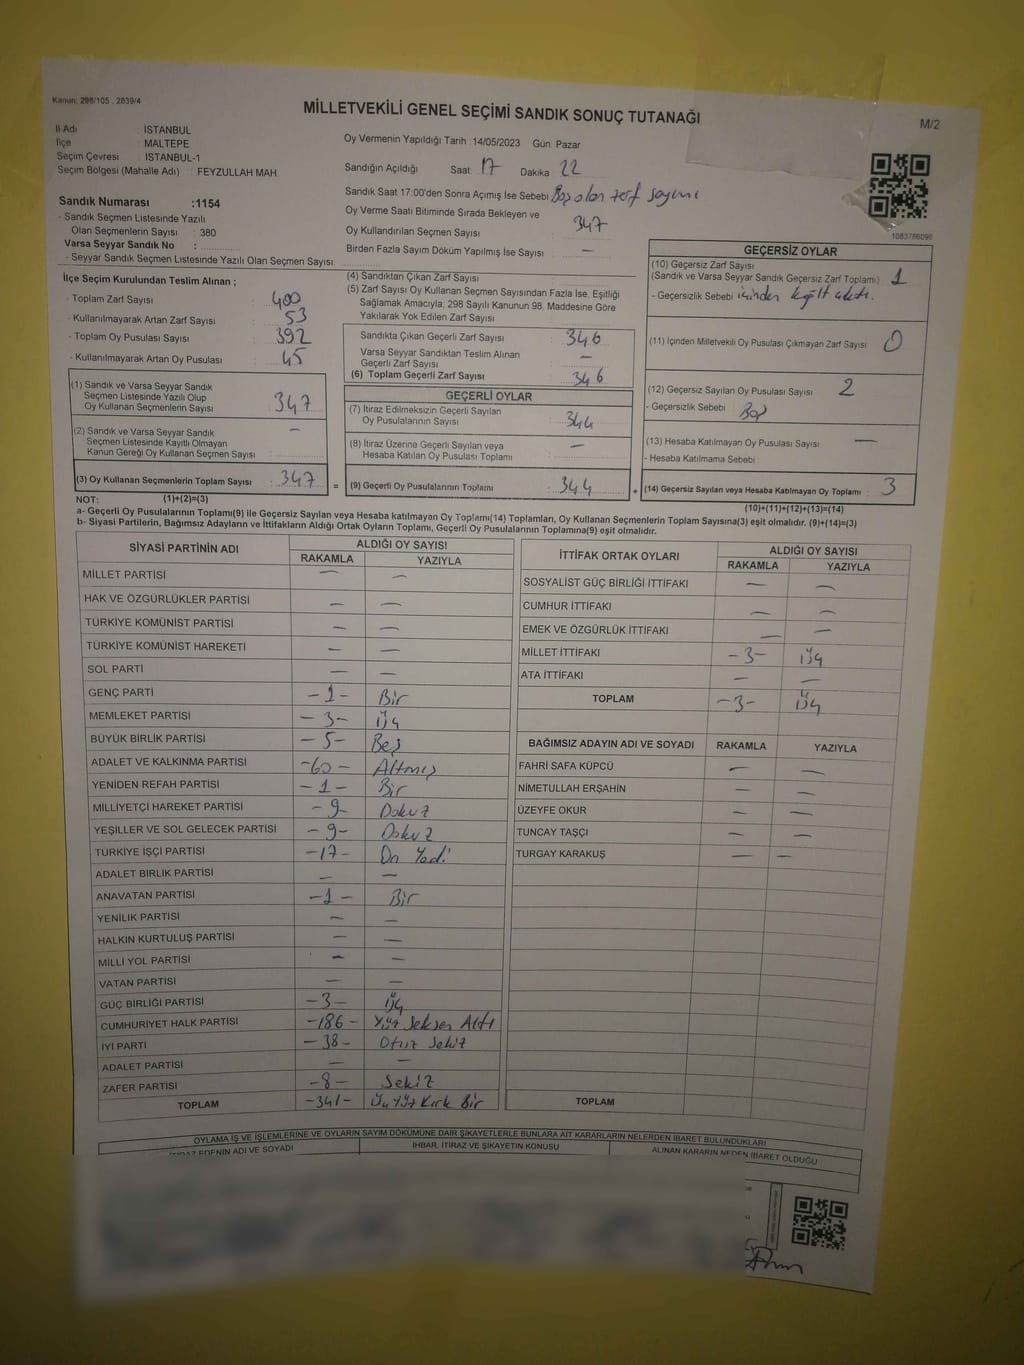 Kanun: 298/105 , 2839/4
MİLLETVEKİLİ GENEL SEÇİMİ SANDIK SONUÇ TUTANAĞI
M/2
İl Adı : İSTANBUL
İlçe : MALTEPE
Seçim Çevresi : İSTANBUL-1
Seçim Bölgesi (Mahalle Adı) : FEYZULLAH MAH.
Oy Vermenin Yapıldığı Tarih :14/05/2023 Gün: Pazar
Sandığın Açıldığı Saat: 17 Dakika 22
Sandık Saat 17:00'den Sonra Açımış İse Sebebi Boş olan zarf sayımı
Oy Verme Saati Bitiminde Sırada Bekleyen ve
Oy Kullandırılan Seçmen Sayısı : 347
Birden Fazla Sayım Döküm Yapılmış İse Sayısı : —
1083786090
Sandık Numarası :1154
- Sandık Seçmen Listesinde Yazılı
Olan Seçmenlerin Sayısı : 380
Varsa Seyyar Sandık No :
- Seyyar Sandık Seçmen Listesinde Yazılı Olan Seçmen Sayısı:
İlçe Seçim Kurulundan Teslim Alınan ;
- Toplam Zarf Sayısı : 400
- Kullanılmayarak Artan Zarf Sayısı : 53
- Toplam Oy Pusulası Sayısı : 392
- Kullanılmayarak Artan Oy Pusulası : 45
(1) Sandık ve Varsa Seyyar Sandık
Seçmen Listesinde Yazılı Olup
Oy Kullanan Seçmenlerin Sayısı : 347
(2) Sandık ve Varsa Seyyar Sandık
Seçmen Listesinde Kayıtlı Olmayan
Kanun Gereği Oy Kullanan Seçmen Sayısı : —
(3) Oy Kullanan Seçmenlerin Toplam Sayısı : 347
(4) Sandıktan Çıkan Zarf Sayısı :
(5) Zarf Sayısı Oy Kullanan Seçmen Sayısından Fazla İse, Eşitliği
Sağlamak Amacıyla; 298 Sayılı Kanunun 98. Maddesine Göre
Yakılarak Yok Edilen Zarf Sayısı :
Sandıkta Çıkan Geçerli Zarf Sayısı : 346
Varsa Seyyar Sandıktan Teslim Alınan
Geçerli Zarf Sayısı : —
(6) Toplam Geçerli Zarf Sayısı : 346
GEÇERLİ OYLAR
(7) İtiraz Edilmeksizin Geçerli Sayılan
Oy Pusulalarının Sayısı : 344
(8) İtiraz Üzerine Geçerli Sayılan veya
Hesaba Katılan Oy Pusulası Toplamı : —
= (9) Geçerli Oy Pusulalarının Toplamı : 344
GEÇERSİZ OYLAR
(10) Geçersiz Zarf Sayısı
(Sandık ve Varsa Seyyar Sandık Geçersiz Zarf Toplamı) : 1
- Geçersizlik Sebebi : içinden kağıt çıktı.
(11) İçinden Milletvekili Oy Pusulası Çıkmayan Zarf Sayısı : 0
(12) Geçersiz Sayılan Oy Pusulası Sayısı : 2
- Geçersizlik Sebebi : Boş
(13) Hesaba Katılmayan Oy Pusulası Sayısı : —
- Hesaba Katılmama Sebebi :
+ (14) Geçersiz Sayılan veya Hesaba Katılmayan Oy Toplamı : 3
NOT: (1)+(2)=(3)
(10)+(11)+(12)+(13)=(14)
a- Geçerli Oy Pusulalarının Toplamı(9) ile Geçersiz Sayılan veya Hesaba katılmayan Oy Toplamı(14) Toplamları, Oy Kullanan Seçmenlerin Toplam Sayısına(3) eşit olmalıdır. (9)+(14)=(3)
b- Siyasi Partilerin, Bağımsız Adayların ve İttifakların Aldığı Ortak Oyların Toplamı, Geçerli Oy Pusulalarının Toplamına(9) eşit olmalıdır.
SİYASİ PARTİNİN ADI ALDIĞI OY SAYISI
RAKAMLA YAZIYLA
MİLLET PARTİSİ — —
HAK VE ÖZGÜRLÜKLER PARTİSİ — —
TÜRKİYE KOMÜNİST PARTİSİ — —
TÜRKİYE KOMÜNİST HAREKETİ — —
SOL PARTİ — —
GENÇ PARTİ -1- Bir
MEMLEKET PARTİSİ -3- Üç
BÜYÜK BİRLİK PARTİSİ -5- Beş
ADALET VE KALKINMA PARTİSİ -60- Altmış
YENİDEN REFAH PARTİSİ -1- Bir
MİLLİYETÇİ HAREKET PARTİSİ -9- Dokuz
YEŞİLLER VE SOL GELECEK PARTİSİ -9- Dokuz
TÜRKİYE İŞÇİ PARTİSİ -17- On Yedi
ADALET BİRLİK PARTİSİ — —
ANAVATAN PARTİSİ -1- Bir
YENİLİK PARTİSİ — —
HALKIN KURTULUŞ PARTİSİ — —
MİLLİ YOL PARTİSİ — —
VATAN PARTİSİ — —
GÜÇ BİRLİĞİ PARTİSİ -3- Üç
CUMHURİYET HALK PARTİSİ -186- Yüz Seksen Altı
İYİ PARTİ -38- Otuz Sekiz
ADALET PARTİSİ — —
ZAFER PARTİSİ -8- Sekiz
TOPLAM -341- Üç Yüz Kırk Bir
İTTİFAK ORTAK OYLARI ALDIĞI OY SAYISI
RAKAMLA YAZIYLA
SOSYALİST GÜÇ BİRLİĞİ İTTİFAKI — —
CUMHUR İTTİFAKI — —
EMEK VE ÖZGÜRLÜK İTTİFAKI — —
MİLLET İTTİFAKI -3- Üç
ATA İTTİFAKI — —
TOPLAM -3- Üç
BAĞIMSIZ ADAYIN ADI VE SOYADI RAKAMLA YAZIYLA
FAHRİ SAFA KÜPCÜ — —
NİMETULLAH ERŞAHİN — —
ÜZEYFE OKUR — —
TUNCAY TAŞÇI — —
TURGAY KARAKUŞ — —
TOPLAM
OYLAMA İŞ VE İŞLEMLERİNE VE OYLARIN SAYIM DÖKÜMÜNE DAİR ŞİKAYETLERLE BUNLARA AİT KARARLARIN NELERDEN İBARET BULUNDUKLARI
İTİRAZ EDENİN ADI VE SOYADI İHBAR, İTİRAZ VE ŞİKAYETİN KONUSU ALINAN KARARIN NEDEN İBARET OLDUĞU